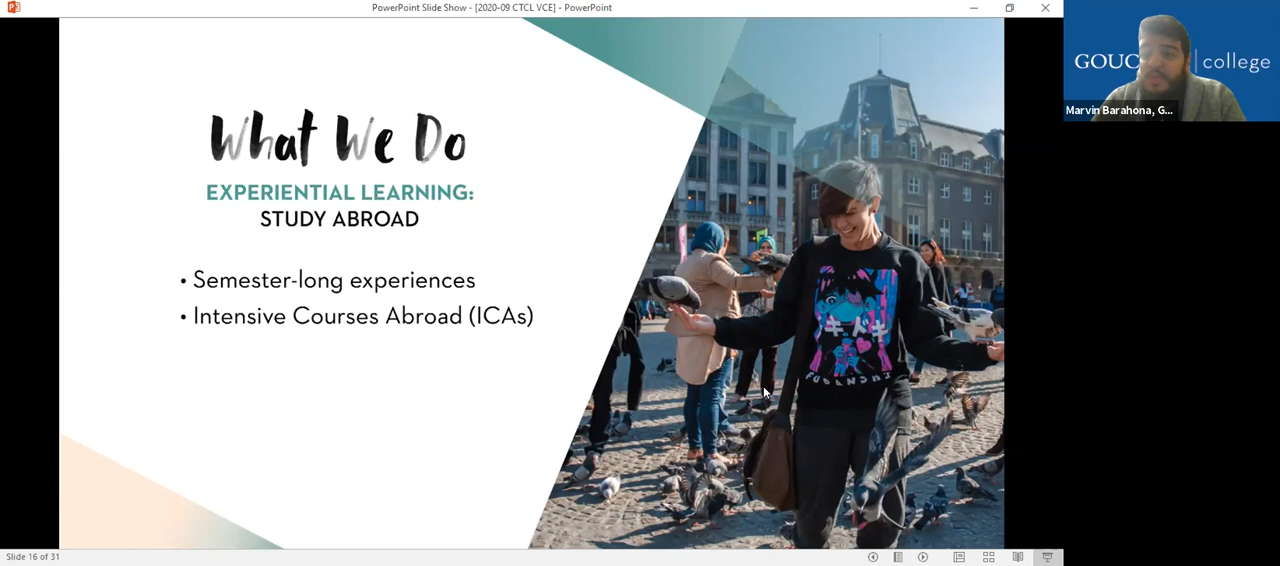 PowerPoint Slide Show - [2020-09 CTCL VCE] - PowerPoint
What We Do
EXPERIENTIAL LEARNING:
STUDY ABROAD
• Semester-long experiences
• Intensive Courses Abroad (ICAs)
GOUC
college
Marvin Barahona, G...
Slide 16 of 31